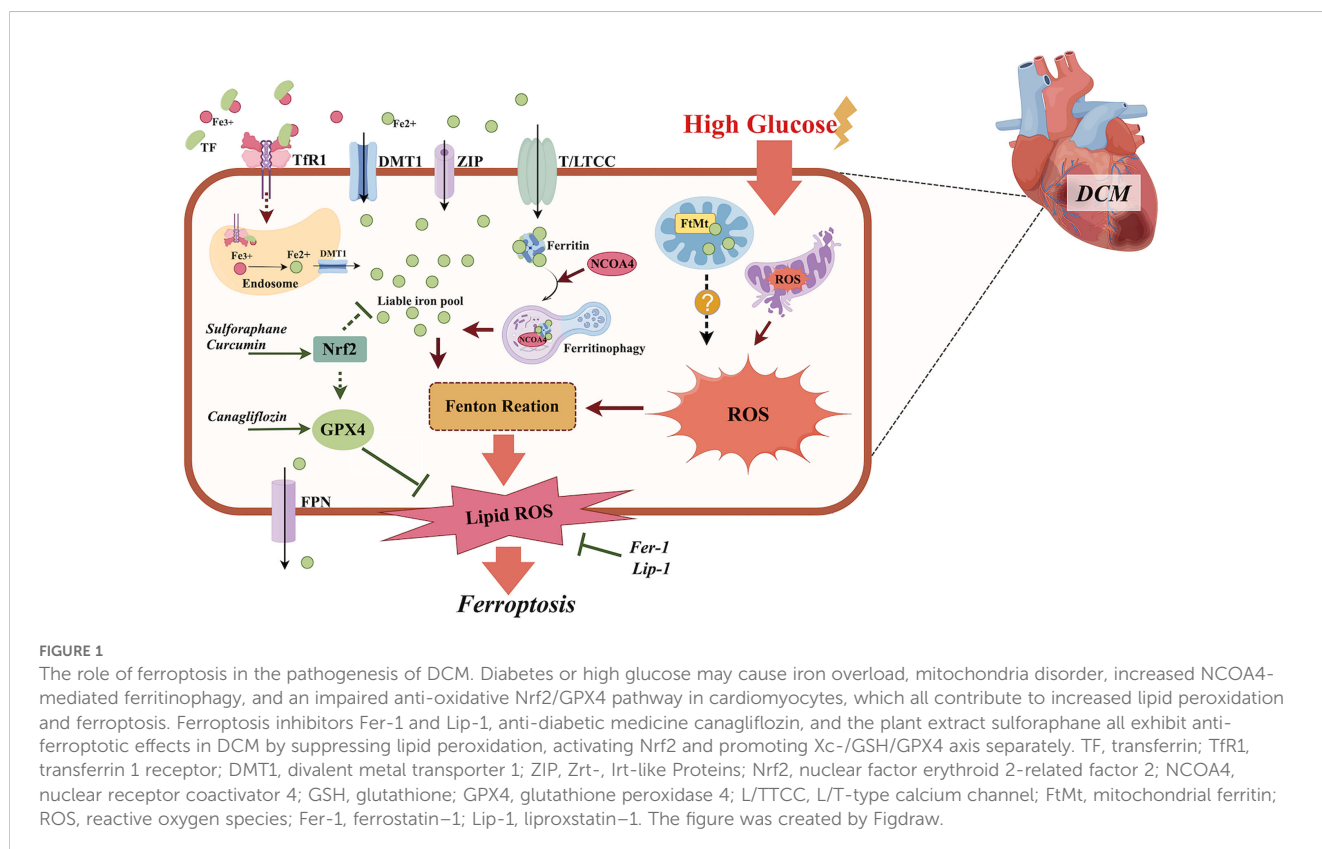 Fe3+
TF
TfR1
Fe2+
DMT1
ZIP
T/LTCC
High Glucose
DCM
Fe3+
Fe2+
DMT1
Endosome
Ferritin
NCOA4
FtMt
ROS
?
Liable iron pool
NCOA4
Ferritinophagy
Sulforaphane
Curcumin
Nrf2
Fenton Reation
ROS
Canagliflozin
GPX4
FPN
Lipid ROS
Fer-1
Lip-1
Ferroptosis
FIGURE 1
The role of ferroptosis in the pathogenesis of DCM. Diabetes or high glucose may cause iron overload, mitochondria disorder, increased NCOA4-
mediated ferritinophagy, and an impaired anti-oxidative Nrf2/GPX4 pathway in cardiomyocytes, which all contribute to increased lipid peroxidation
and ferroptosis. Ferroptosis inhibitors Fer-1 and Lip-1, anti-diabetic medicine canagliflozin, and the plant extract sulforaphane all exhibit anti-
ferroptotic effects in DCM by suppressing lipid peroxidation, activating Nrf2 and promoting Xc-/GSH/GPX4 axis separately. TF, transferrin; TfR1,
transferrin 1 receptor; DMT1, divalent metal transporter 1; ZIP, Zrt-, Irt-like Proteins; Nrf2, nuclear factor erythroid 2-related factor 2; NCOA4,
nuclear receptor coactivator 4; GSH, glutathione; GPX4, glutathione peroxidase 4; L/TTCC, L/T-type calcium channel; FtMt, mitochondrial ferritin;
ROS, reactive oxygen species; Fer-1, ferrostatin–1; Lip-1, liproxstatin–1. The figure was created by Figdraw.